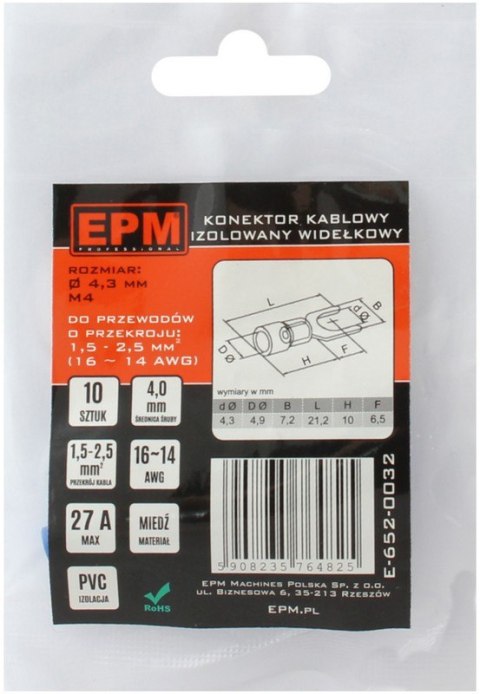 EPM
PROFESSIONAL
KONEKTOR KABLOWY
IZOLOWANY WIDEŁKOWY
ROZMIAR:
Ø 4,3 MM
M4
DO PRZEWODÓW
O PRZEKROJU:
1,5 - 2,5 MM²
(16 ~ 14 AWG)
L
d
B
DØ
H
F
wymiary w mm
dØ DØ B L H F
4,3 4,9 7,2 21,2 10 6,5
10
SZTUK
4,0
mm
ŚREDNICA ŚRUBY
1,5-2,5
mm²
PRZEKRÓJ KABLA
16~14
AWG
27 A
MAX
MIEDŹ
MATERIAŁ
PVC
IZOLACJA
RoHS
5 908235 764825
E-652-0032
EPM Machines Polska Sp. z o.o.
ul. Biznesowa 6, 35-213 Rzeszów
EPM.PL